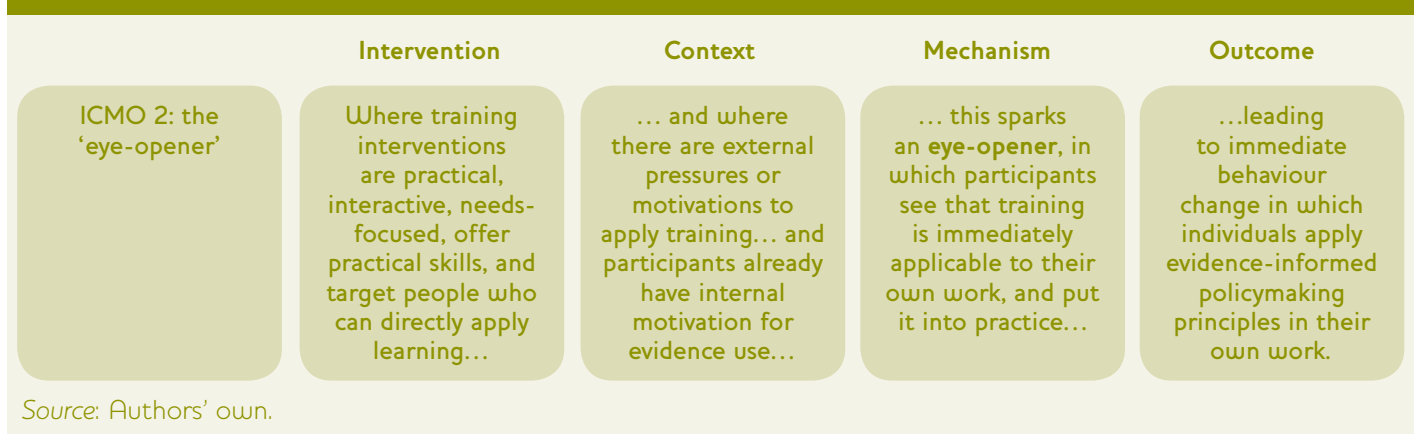 Intervention
Context
Mechanism
Outcome
ICMO 2: the
‘eye-opener’
Where training
interventions
are practical,
interactive, needs-
focused, offer
practical skills, and
target people who
can directly apply
learning…
… and where
there are external
pressures or
motivations to
apply training… and
participants already
have internal
motivation for
evidence use…
… this sparks
an eye-opener, in
which participants
see that training
is immediately
applicable to their
own work, and put
it into practice…
…leading
to immediate
behaviour
change in which
individuals apply
evidence-informed
policymaking
principles in their
own work.
Source: Authors’ own.